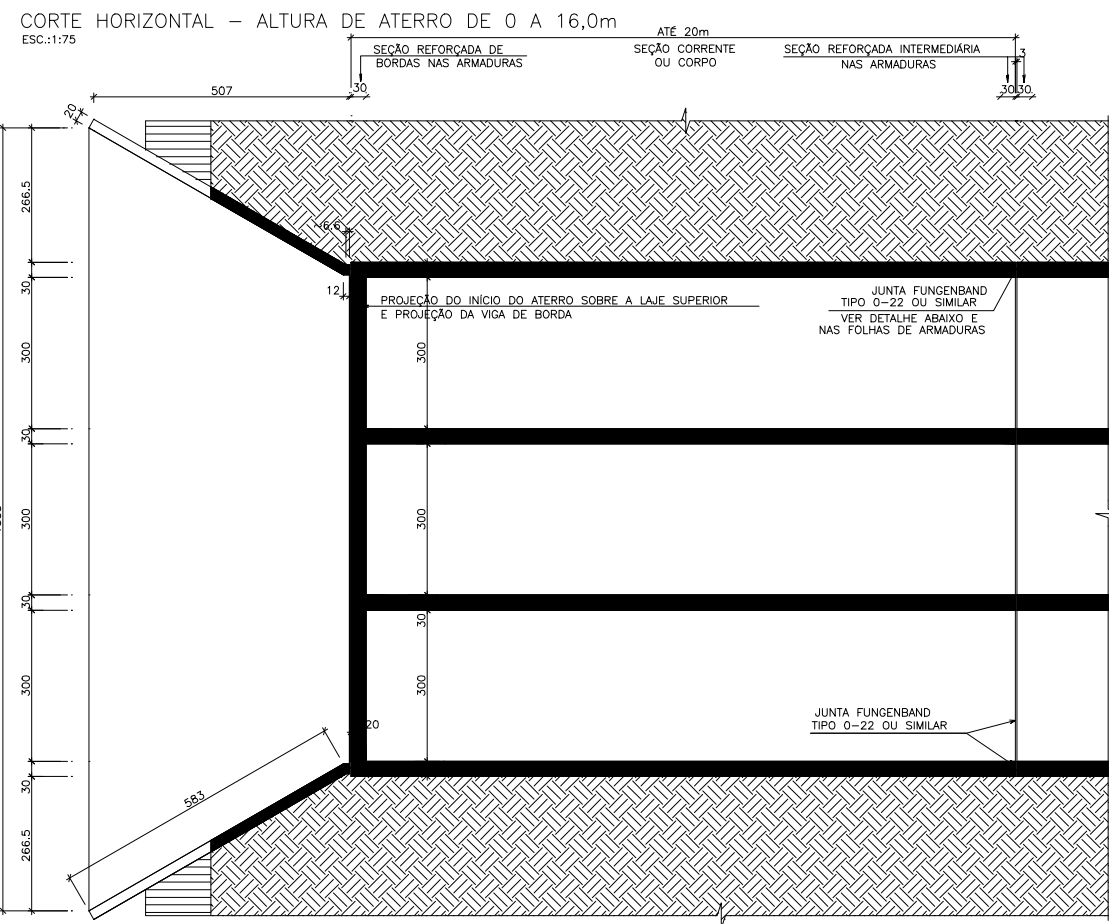 CORTE HORIZONTAL – ALTURA DE ATERRO DE 0 A 16,0m
ESC.:1:75
ATÉ 20m
SEÇÃO REFORÇADA DE
BORDAS NAS ARMADURAS
SEÇÃO CORRENTE
OU CORPO
SEÇÃO REFORÇADA INTERMEDIÁRIA
NAS ARMADURAS
3
507
30
30
30
20
266.5
~6.6
30
12
PROJEÇÃO DO INÍCIO DO ATERRO SOBRE A LAJE SUPERIOR
E PROJEÇÃO DA VIGA DE BORDA
JUNTA FUNGENBAND
TIPO 0–22 OU SIMILAR
VER DETALHE ABAIXO E
NAS FOLHAS DE ARMADURAS
300
300
30
300
300
30
30
300
300
JUNTA FUNGENBAND
TIPO 0–22 OU SIMILAR
20
30
583
266.5